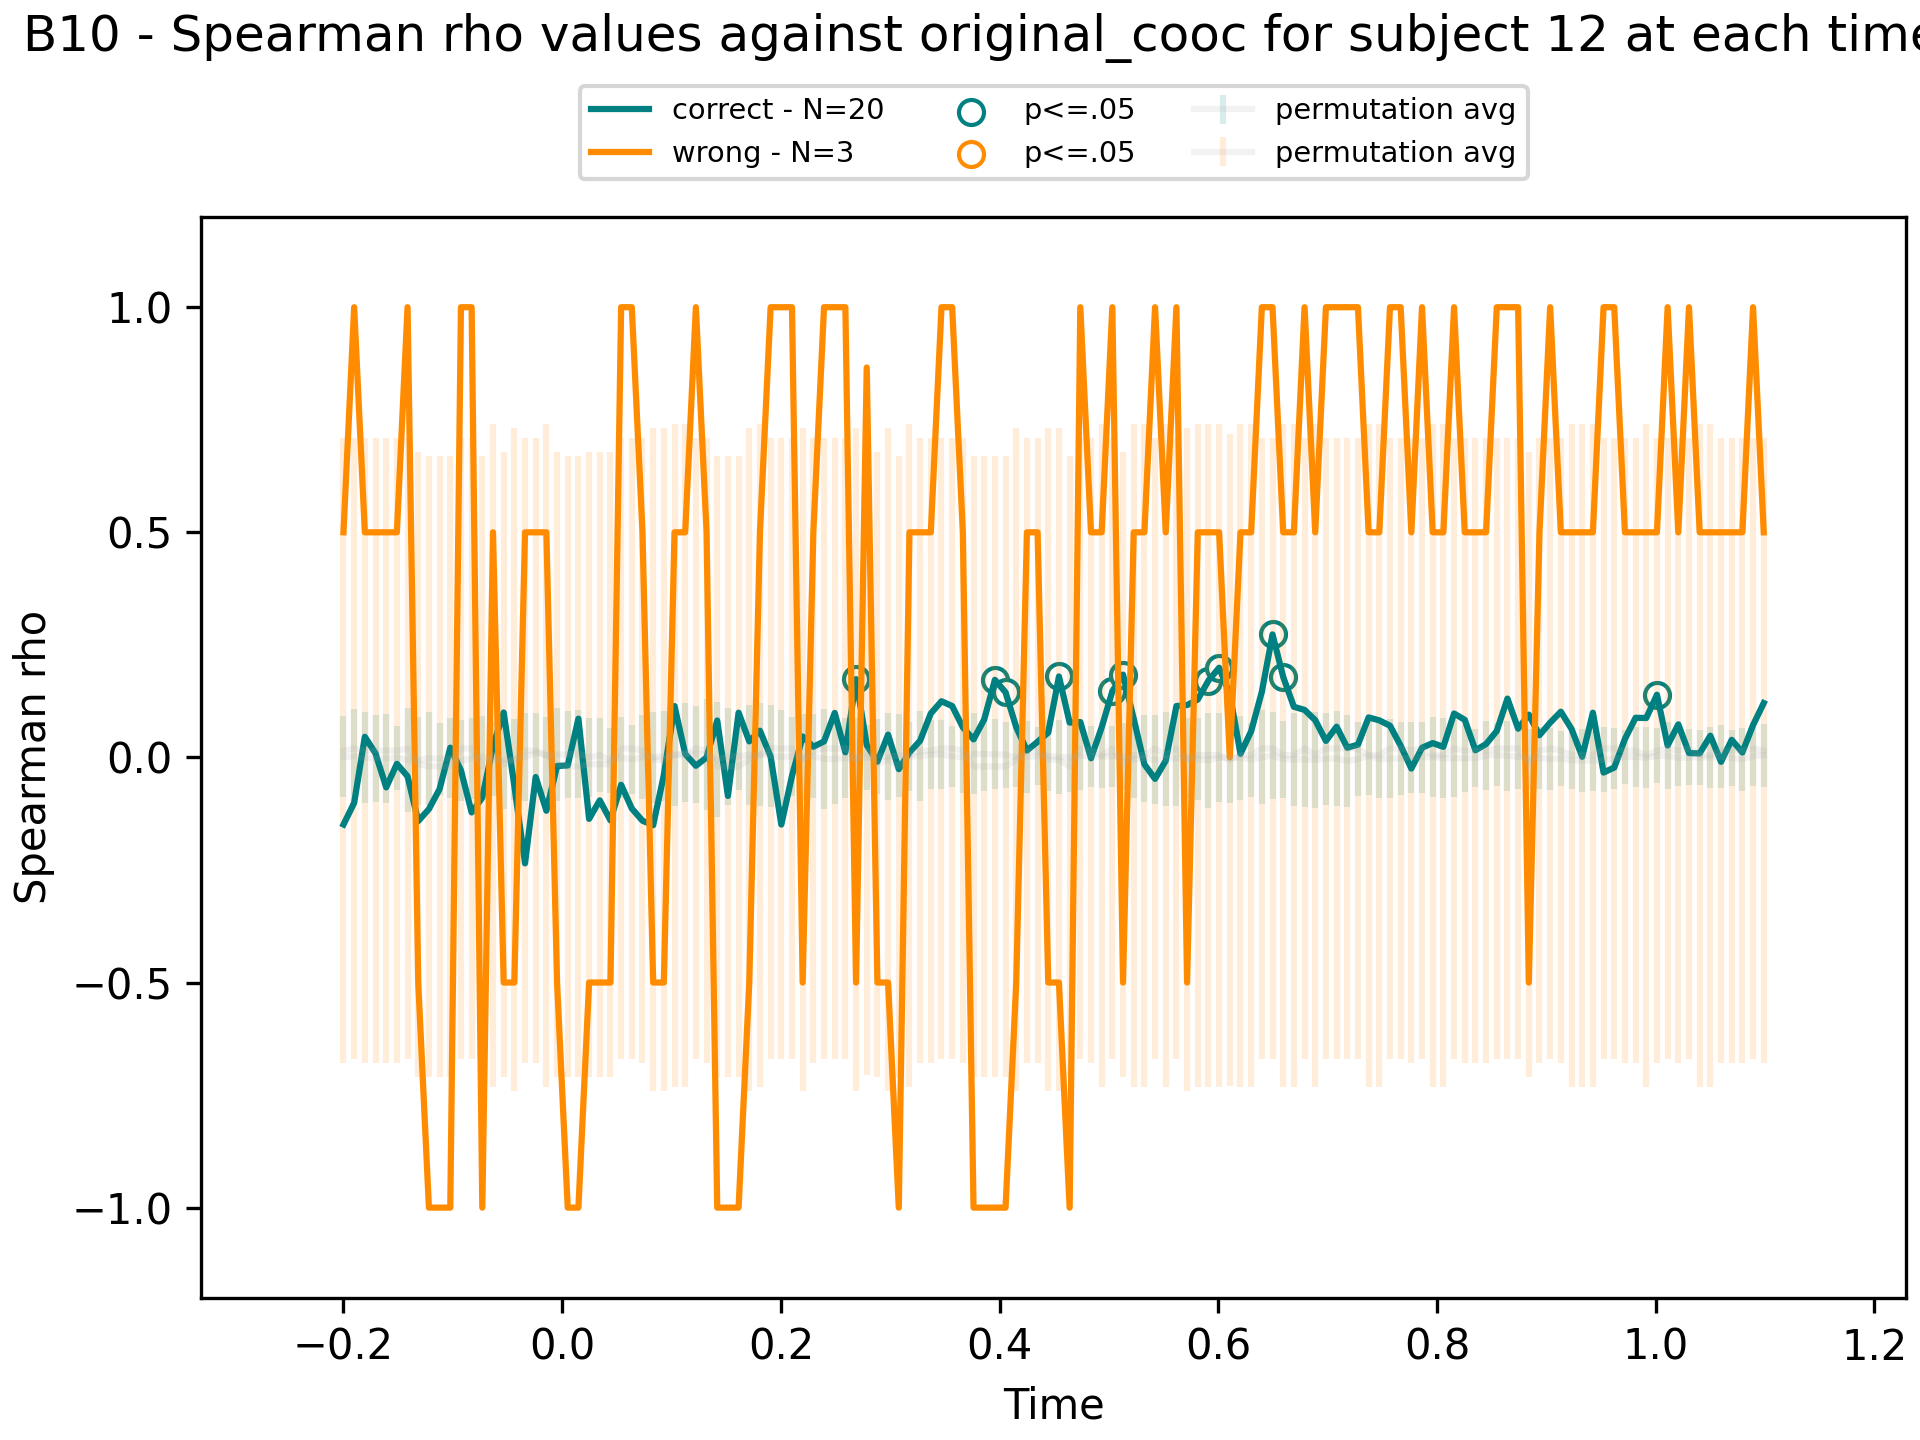 B10 - Spearman rho values against original_cooc for subject 12 at each time
correct - N=20
wrong - N=3
p<=.05
p<=.05
permutation avg
permutation avg
Spearman rho
1.0
0.5
0.0
−0.5
−1.0
−0.2
0.0
0.2
0.4
0.6
0.8
1.0
1.2
Time